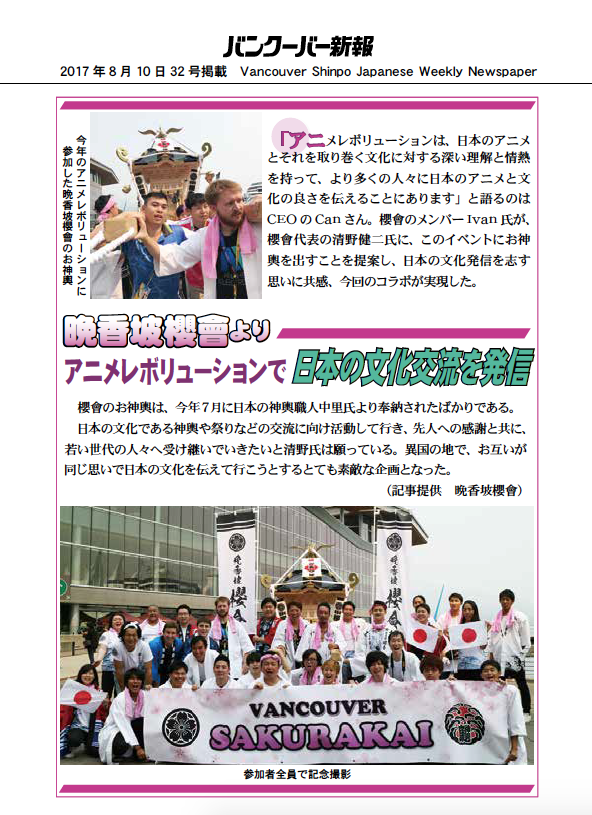 バンクーバー新報
2017年8月10日32号掲載　Vancouver Shinpo Japanese Weekly Newspaper
今年のアニメレボリューションに
参加した晩香坡櫻會のお神輿
「アニメレボリューションは、日本のアニメ
とそれを取り巻く文化に対する深い理解と情熱
を持って、より多くの人々に日本のアニメと文
化の良さを伝えることにあります」と語るのは
CEOのCanさん。櫻會のメンバーIvan氏が、
櫻會代表の清野健二氏に、このイベントにお神
輿を出すことを提案し、日本の文化発信を志す
思いに共感、今回のコラボが実現した。
晩香坡櫻會より
アニメレボリューションで 日本の文化交流を発信
櫻會のお神輿は、今年7月に日本の神輿職人中里氏より奉納されたばかりである。
日本の文化である神輿や祭りなどの交流に向け活動して行き、先人への感謝と共に、
若い世代の人々へ受け継いでいきたいと清野氏は願っている。異国の地で、お互いが
同じ思いで日本の文化を伝えて行こうとするとても素敵な企画となった。
（記事提供　晩香坡櫻會）
晩香坡
櫻會
晩香坡
櫻會
VANCOUVER
SAKURAKAI
参加者全員で記念撮影